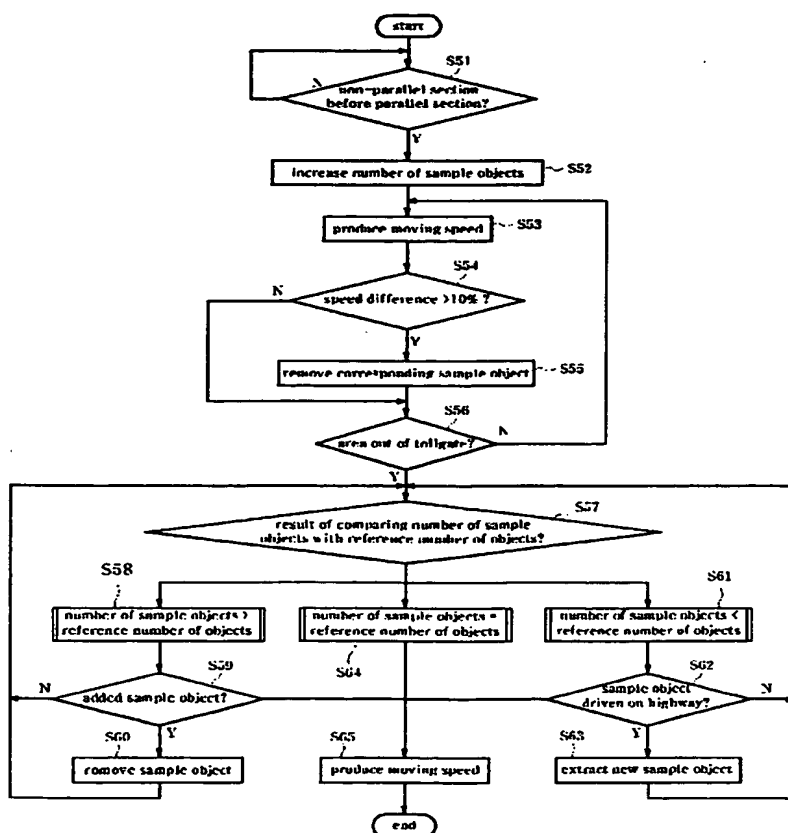 start
S51
N
non-parallel section
before parallel section?
Y
increase number of sample objects
S52
produce moving speed
S53
S54
N
speed difference >10% ?
Y
remove corresponding sample object
S55
S56
area out of tollgate?
N
Y
S57
result of comparing number of sample
objects with reference number of objects?
S58
number of sample objects >
reference number of objects
number of sample objects =
reference number of objects
S64
S61
number of sample objects <
reference number of objects
S59
N
added sample object?
Y
S62
sample object
driven on highway?
N
Y
S60
remove sample object
S65
produce moving speed
S63
extract new sample object
end